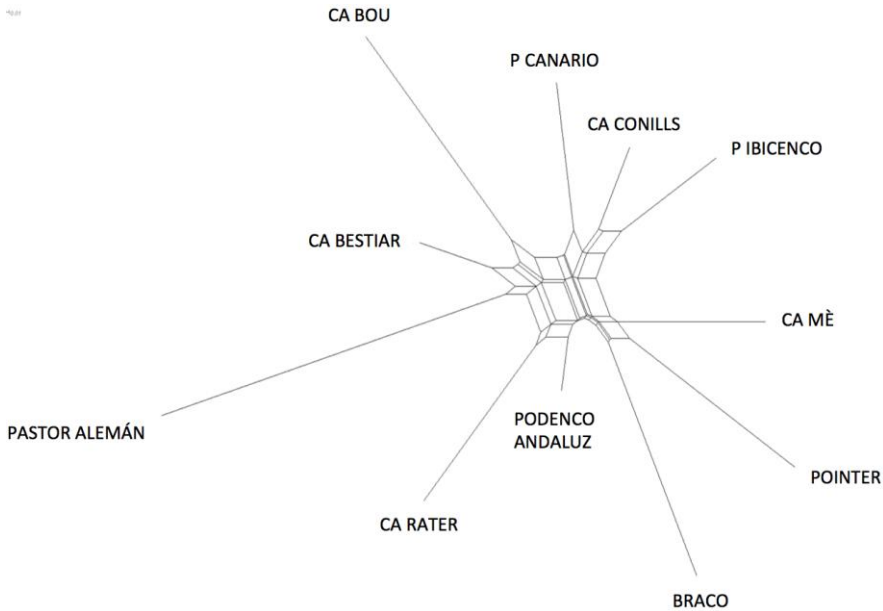 CA BOU
P CANARIO
CA CONILLS
P IBICENCO
CA BESTIAR
CA MÈ
PASTOR ALEMÁN
PODENCO
ANDALUZ
POINTER
CA RATER
BRACO